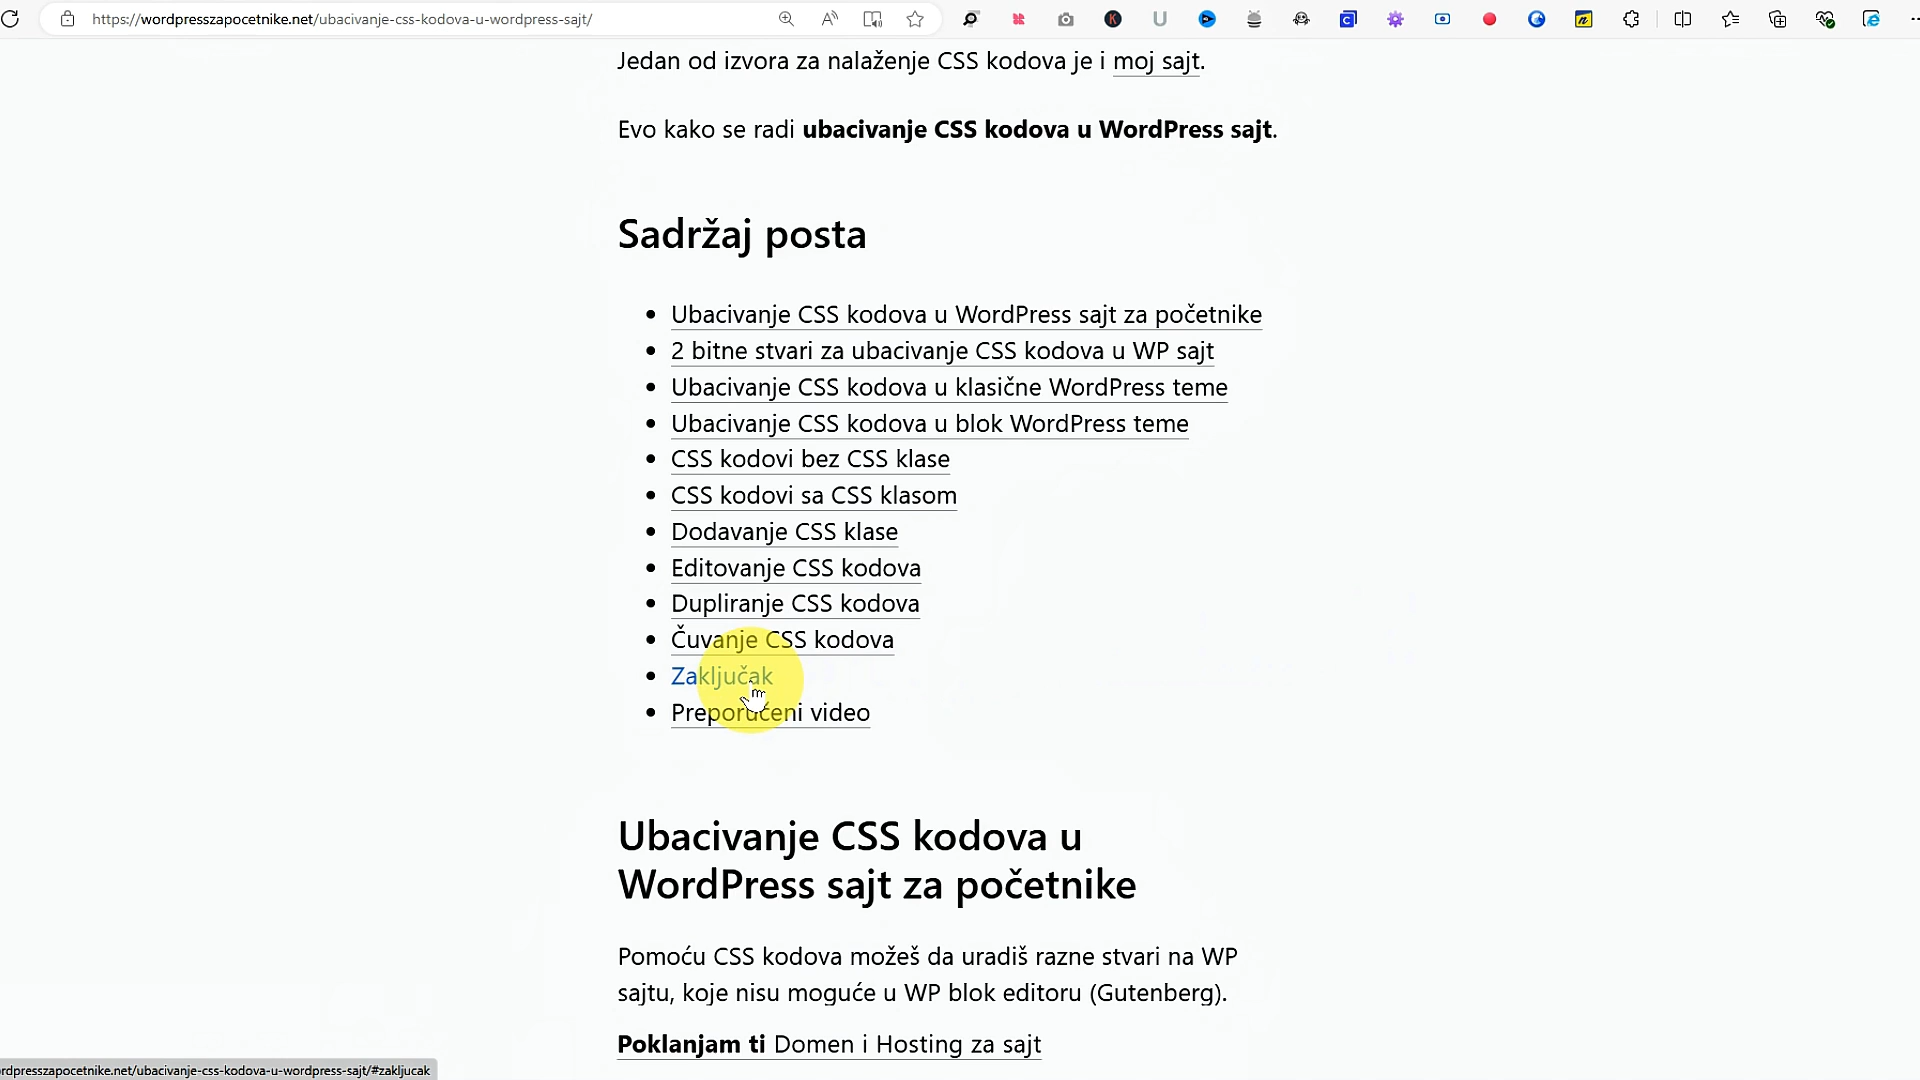 https://wordpresszapocetnike.net/ubacivanje-css-kodova-u-wordpress-sajt/
Jedan od izvora za nalaženje CSS kodova je i moj sajt.
Evo kako se radi ubacivanje CSS kodova u WordPress sajt.
Sadržaj posta
Ubacivanje CSS kodova u WordPress sajt za početnike
2 bitne stvari za ubacivanje CSS kodova u WP sajt
Ubacivanje CSS kodova u klasične WordPress teme
Ubacivanje CSS kodova u blok WordPress teme
CSS kodovi bez CSS klase
CSS kodovi sa CSS klasom
Dodavanje CSS klase
Editovanje CSS kodova
Dupliranje CSS kodova
Čuvanje CSS kodova
Zaključak
Preporučeni video
Ubacivanje CSS kodova u
WordPress sajt za početnike
Pomoću CSS kodova možeš da uradiš razne stvari na WP
sajtu, koje nisu moguće u WP blok editoru (Gutenberg).
Poklanjam ti Domen i Hosting za sajt
rdpresszapocetnike.net/ubacivanje-css-kodova-u-wordpress-sajt/#zakljucak